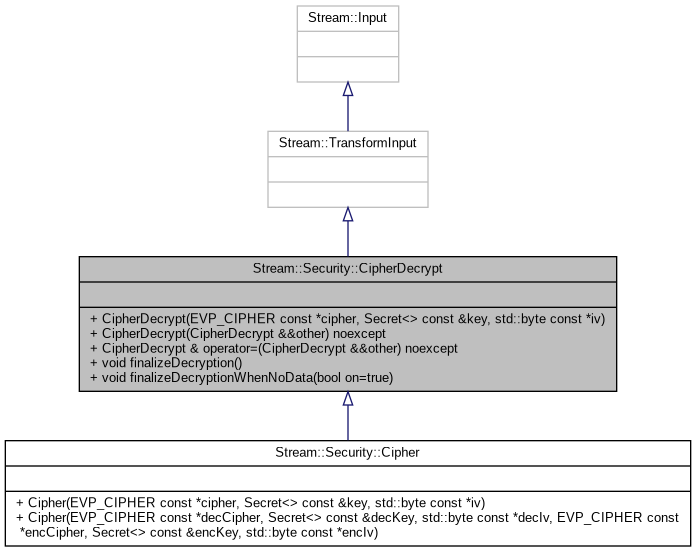 Stream::Input
Stream::TransformInput
Stream::Security::CipherDecrypt
+ CipherDecrypt(EVP_CIPHER const *cipher, Secret<> const &key, std::byte const *iv)
+ CipherDecrypt(CipherDecrypt &&other) noexcept
+ CipherDecrypt & operator=(CipherDecrypt &&other) noexcept
+ void finalizeDecryption()
+ void finalizeDecryptionWhenNoData(bool on=true)
Stream::Security::Cipher
+ Cipher(EVP_CIPHER const *cipher, Secret<> const &key, std::byte const *iv)
+ Cipher(EVP_CIPHER const *decCipher, Secret<> const &decKey, std::byte const *decIv, EVP_CIPHER const
*encCipher, Secret<> const &encKey, std::byte const *encIv)